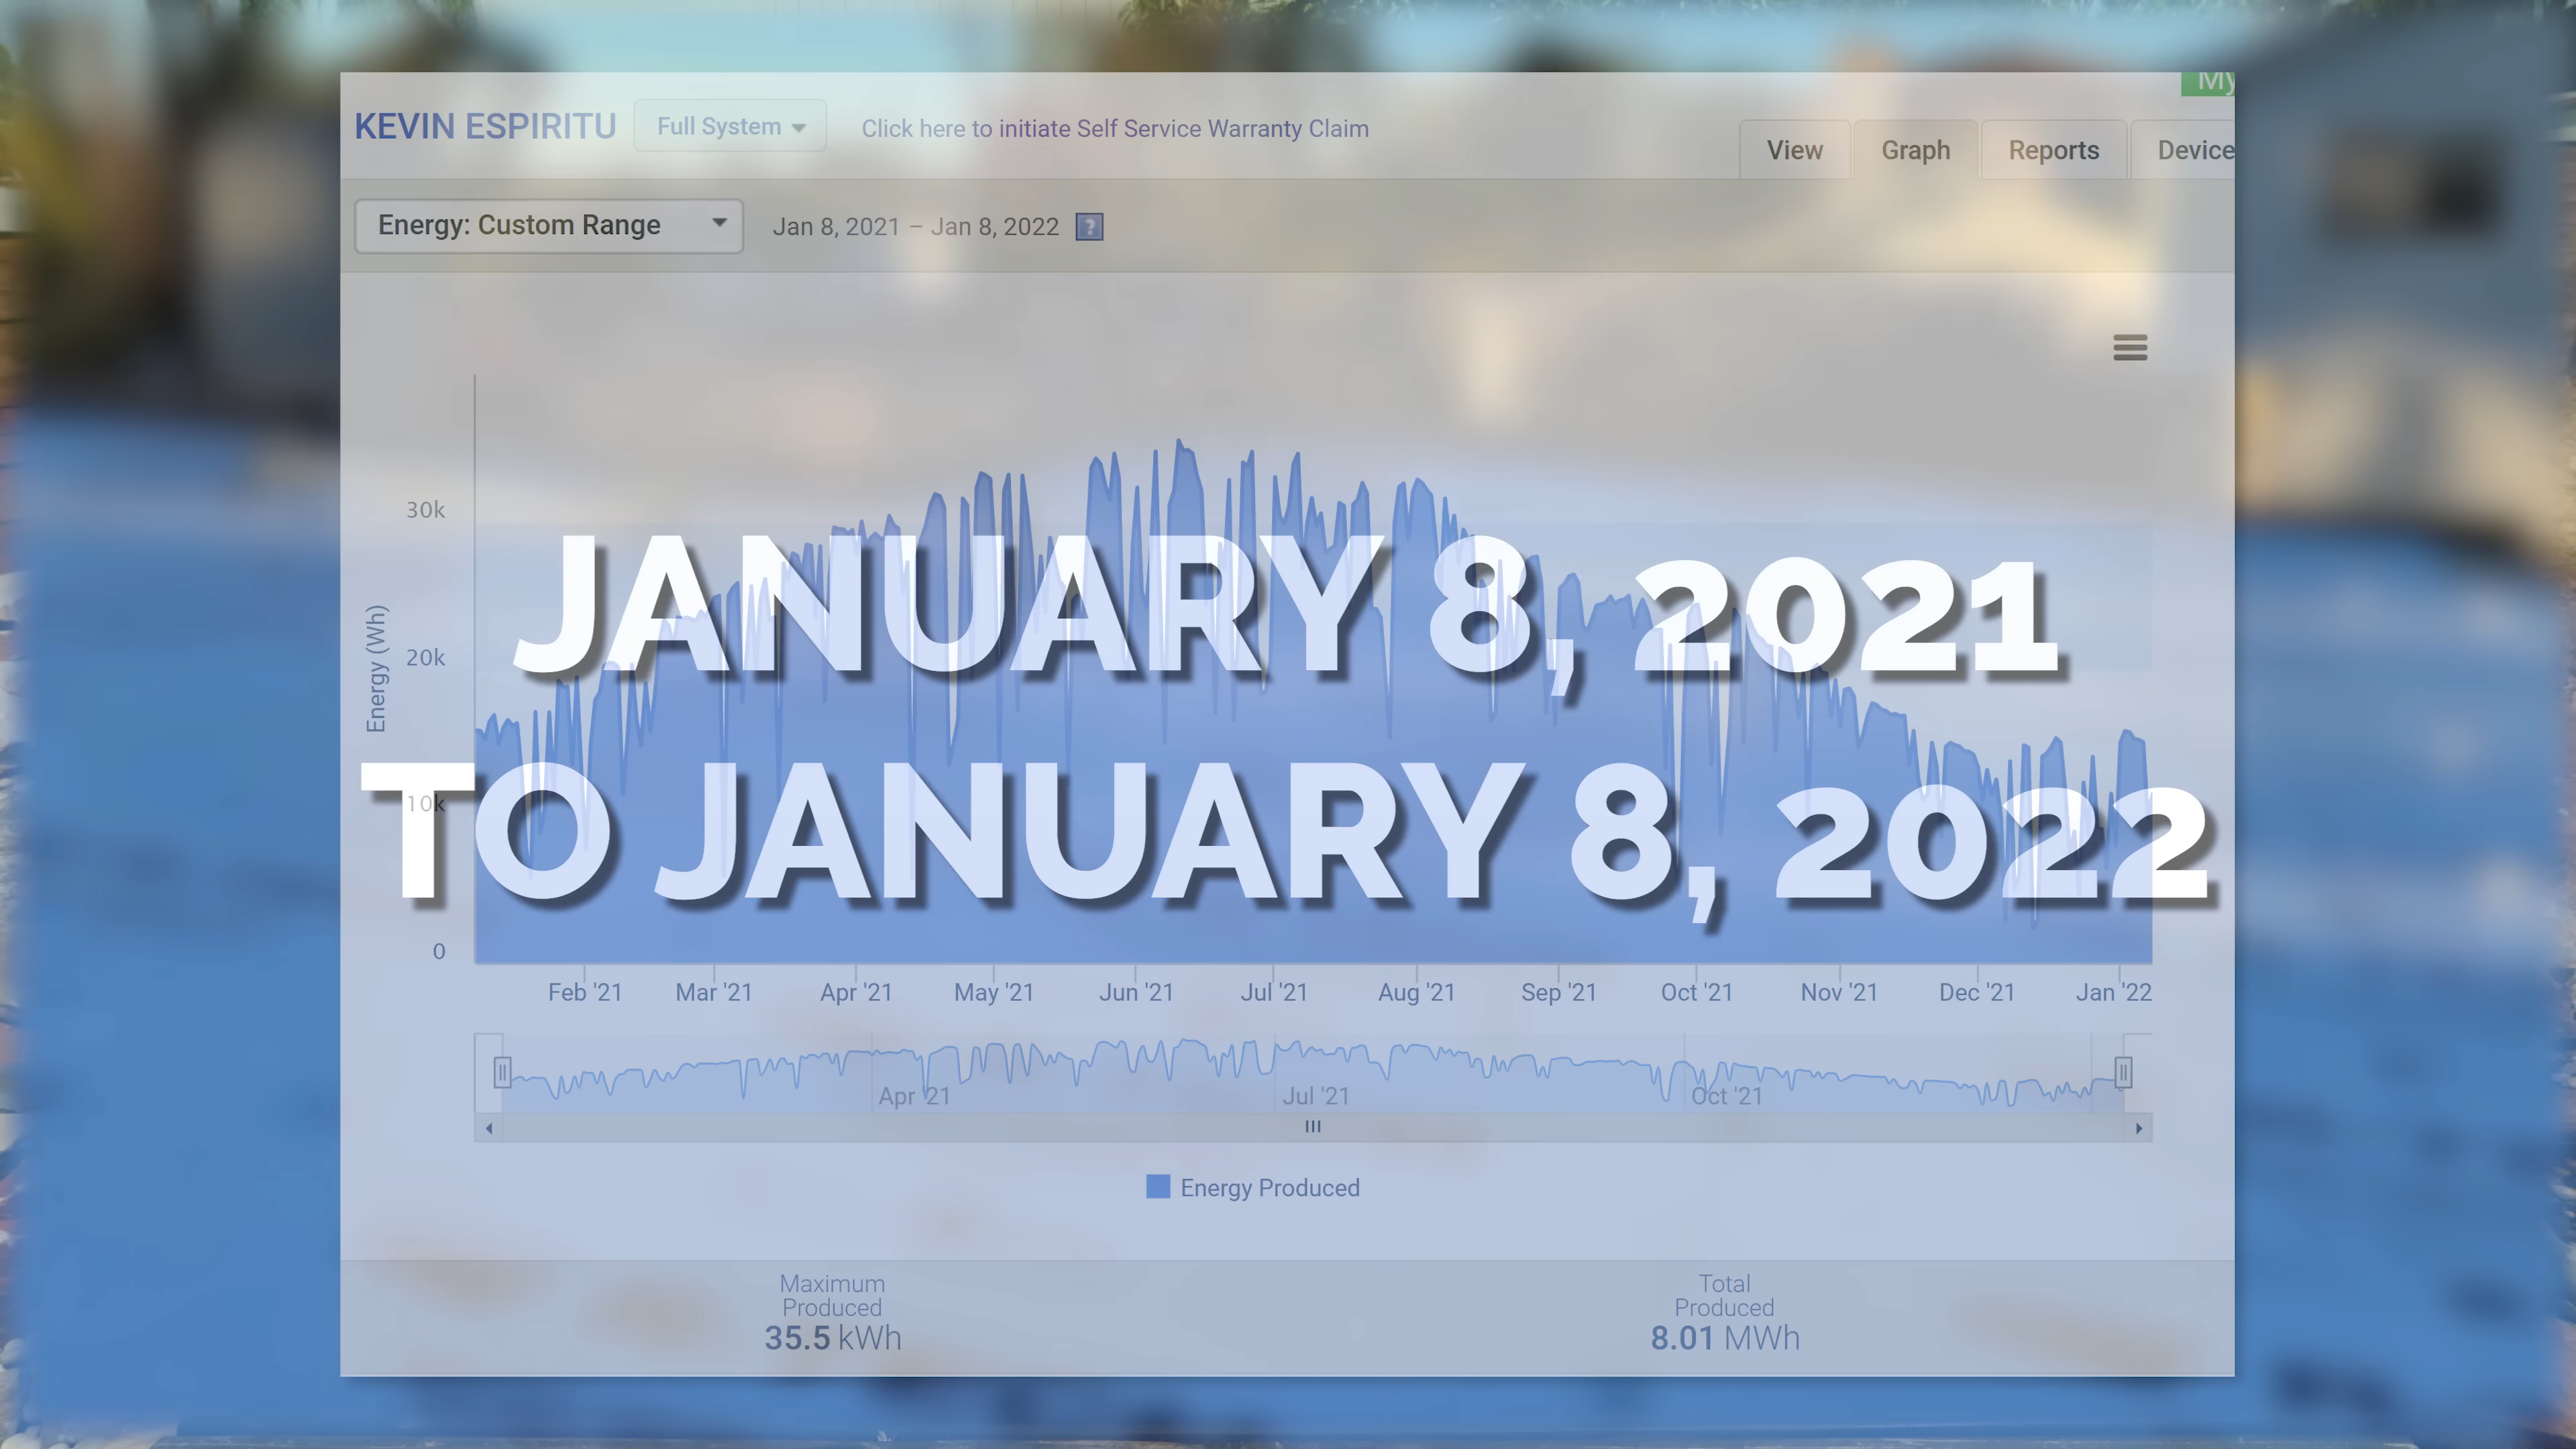 My
KEVIN ESPIRITU
Full System
Click here to initiate Self Service Warranty Claim
View
Graph
Reports
Device
Energy: Custom Range
Jan 8, 2021 – Jan 8, 2022
?
JANUARY 8, 2021
TO JANUARY 8, 2022
Energy (Wh)
30k
20k
10k
0
Feb '21
Mar '21
Apr '21
May '21
Jun '21
Jul '21
Aug '21
Sep '21
Oct '21
Nov '21
Dec '21
Jan '22
Apr '21
Jul '21
Oct '21
Energy Produced
Maximum
Produced
35.5 kWh
Total
Produced
8.01 MWh